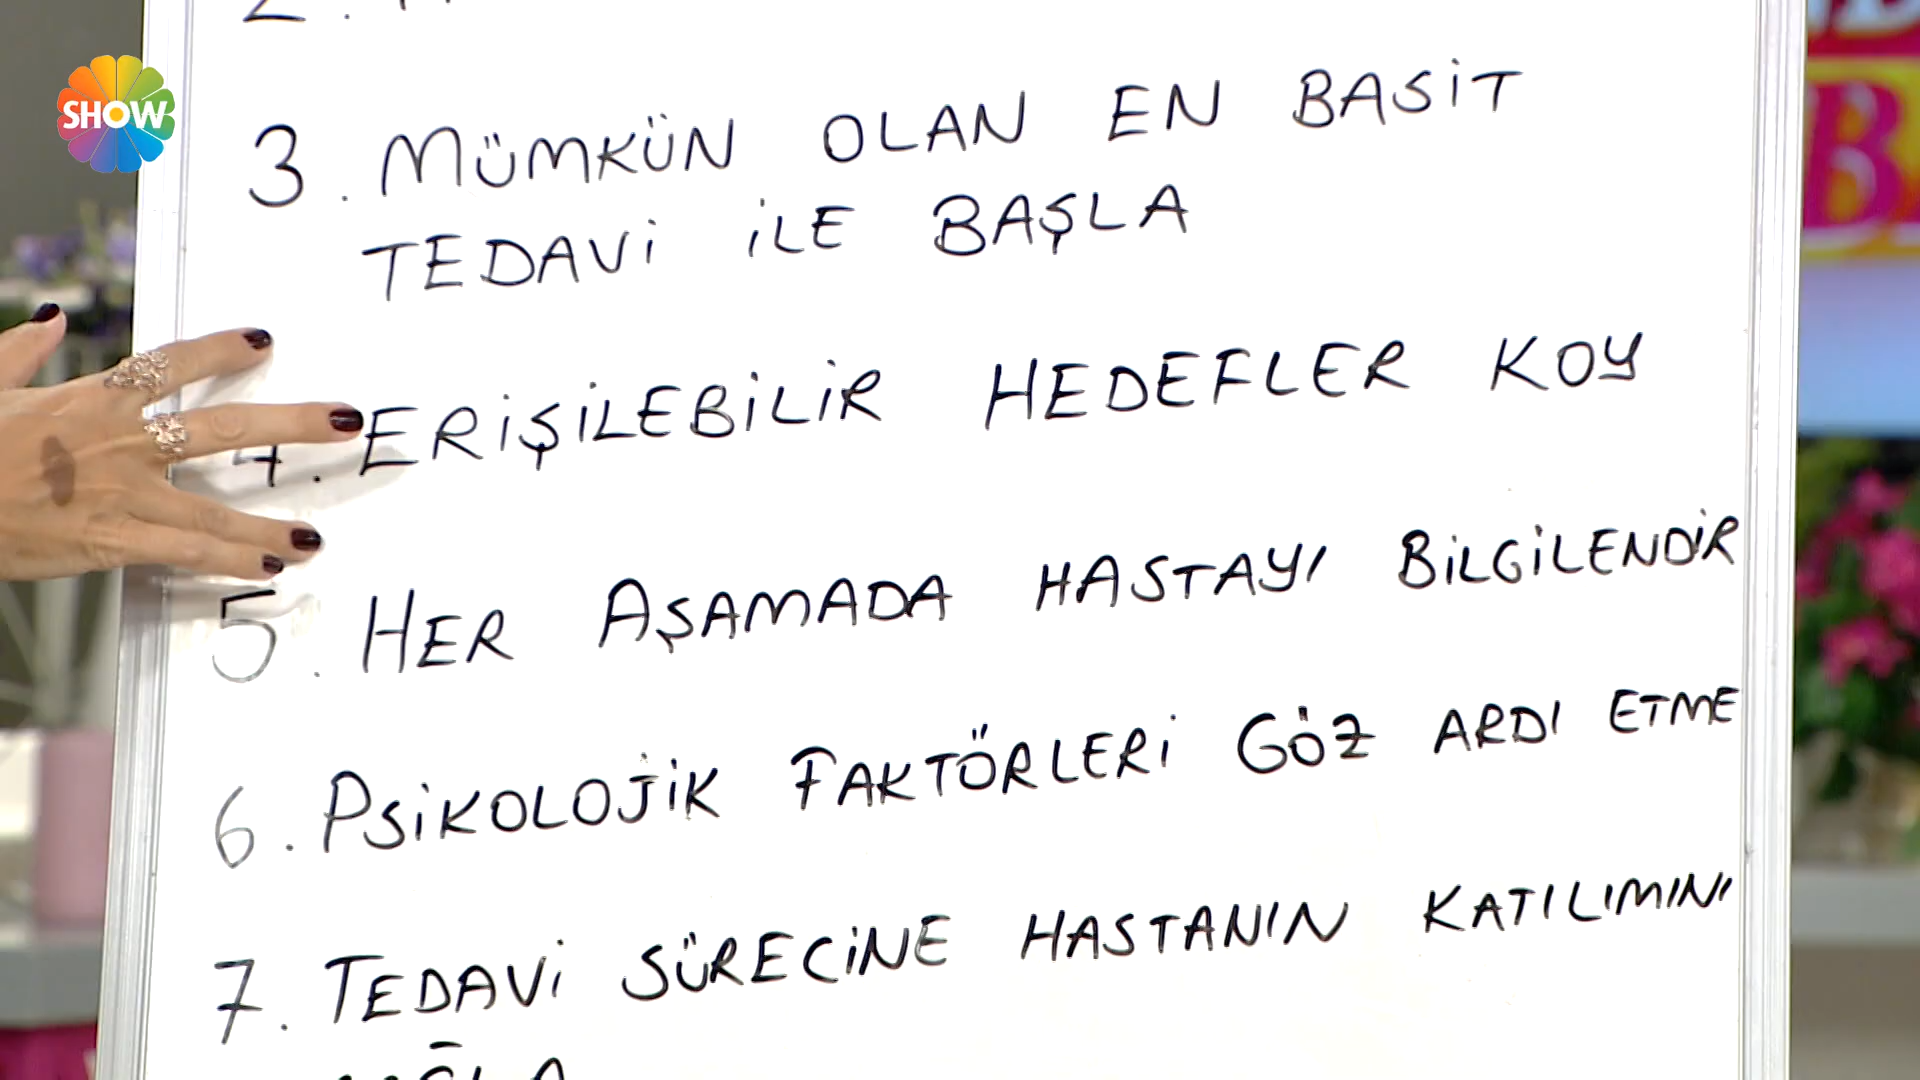 SHOW
2.
3. MÜMKÜN OLAN EN BASİT
TEDAVİ İLE BAŞLA
4. ERİŞİLEBİLİR HEDEFLER KOY
5. HER AŞAMADA HASTAYI BİLGİLENDİR
6. PSİKOLOJİK FAKTÖRLERİ GÖZ ARDI ETME
7. TEDAVİ SÜRECİNE HASTANIN KATILIMINI